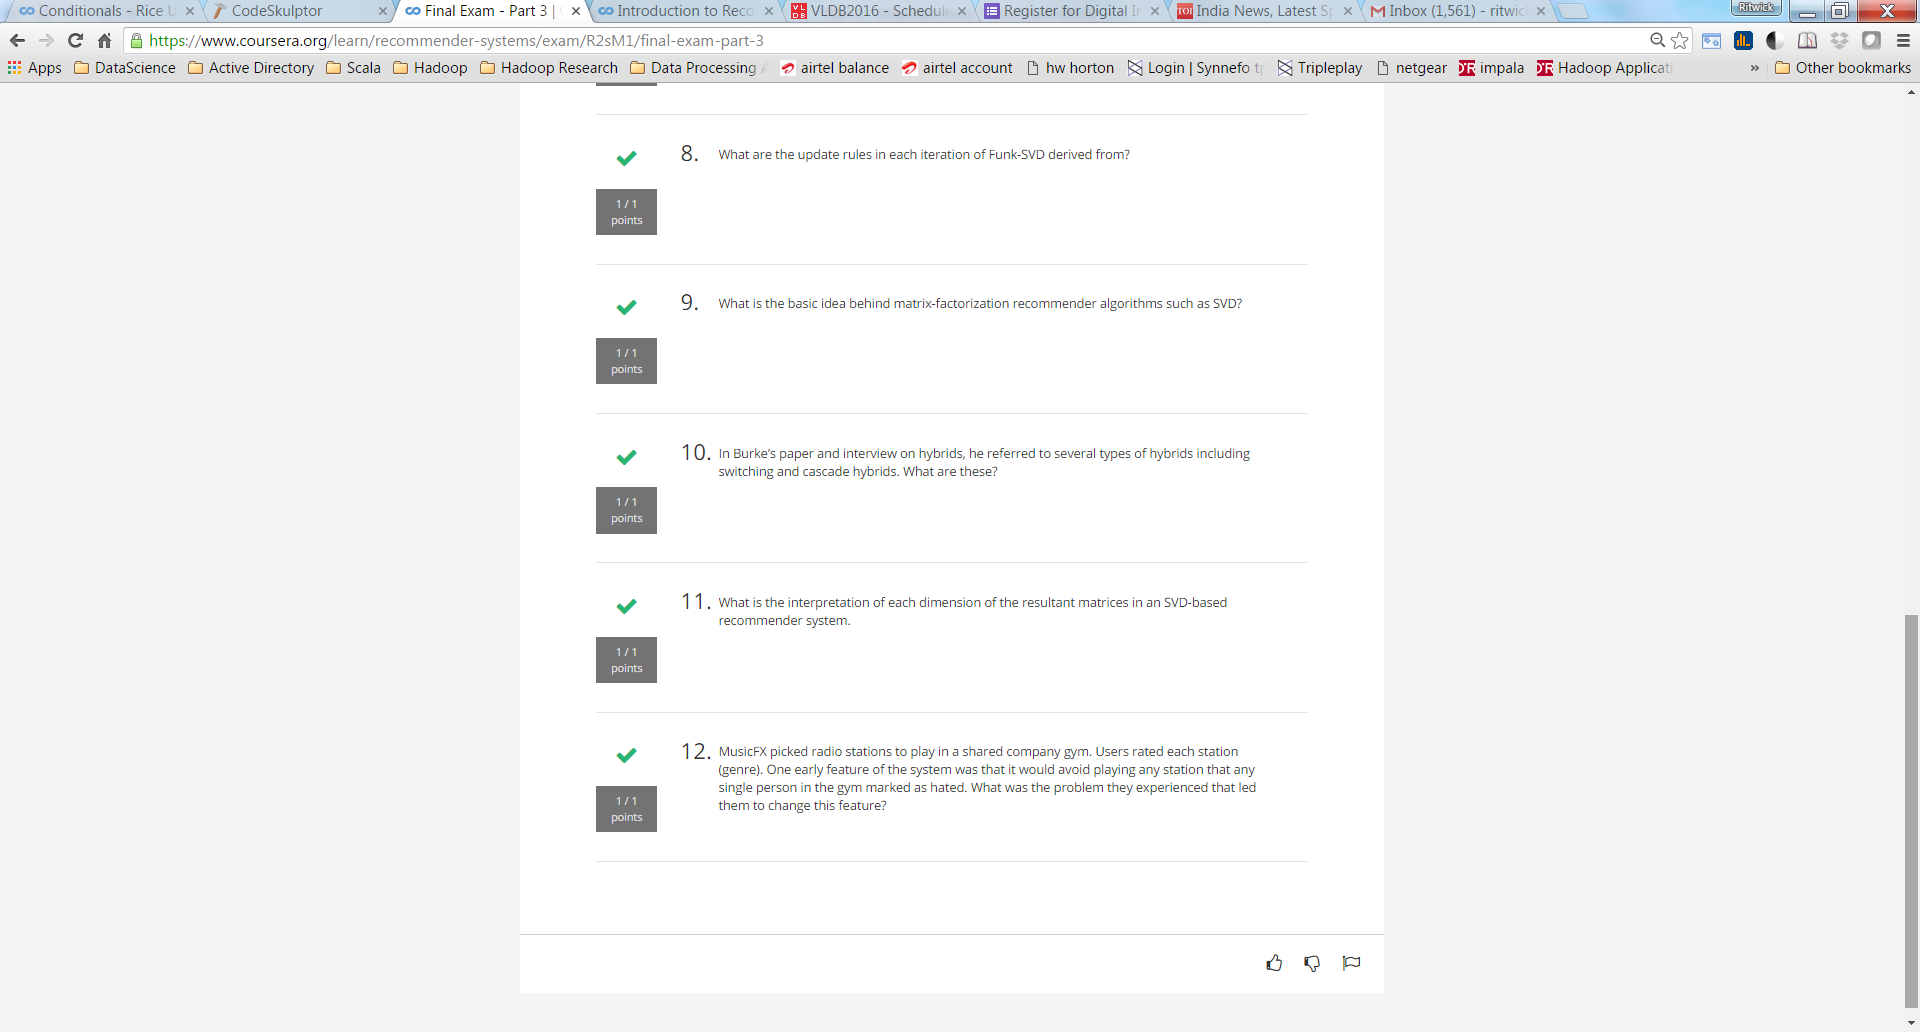 Conditionals - Rice U
CodeSkulptor
Final Exam - Part 3 |
Introduction to Reco
VLDB2016 - Schedule
Register for Digital I
India News, Latest Sp
Inbox (1,561) - ritwic
Ritwick
https://www.coursera.org/learn/recommender-systems/exam/R2sM1/final-exam-part-3
Apps
DataScience
Active Directory
Scala
Hadoop
Hadoop Research
Data Processing
airtel balance
airtel account
hw horton
Login | Synnefo
Tripleplay
netgear
impala
Hadoop Applicati
»
Other bookmarks
8. What are the update rules in each iteration of Funk-SVD derived from?
1 / 1
points
9. What is the basic idea behind matrix-factorization recommender algorithms such as SVD?
1 / 1
points
10. In Burke's paper and interview on hybrids, he referred to several types of hybrids including
switching and cascade hybrids. What are these?
1 / 1
points
11. What is the interpretation of each dimension of the resultant matrices in an SVD-based
recommender system.
1 / 1
points
12. MusicFX picked radio stations to play in a shared company gym. Users rated each station
(genre). One early feature of the system was that it would avoid playing any station that any
single person in the gym marked as hated. What was the problem they experienced that led
them to change this feature?
1 / 1
points